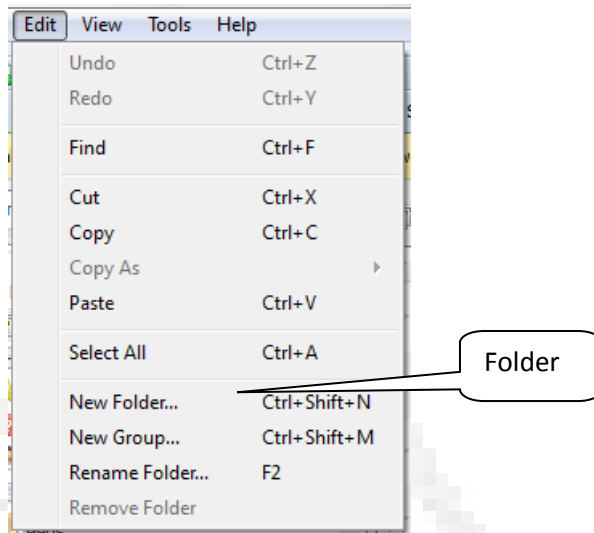 Edit View Tools Help
Undo Ctrl+Z
Redo Ctrl+Y
Find Ctrl+F
Cut Ctrl+X
Copy Ctrl+C
Copy As
Paste Ctrl+V
Select All Ctrl+A
Folder
New Folder... Ctrl+Shift+N
New Group... Ctrl+Shift+M
Rename Folder... F2
Remove Folder